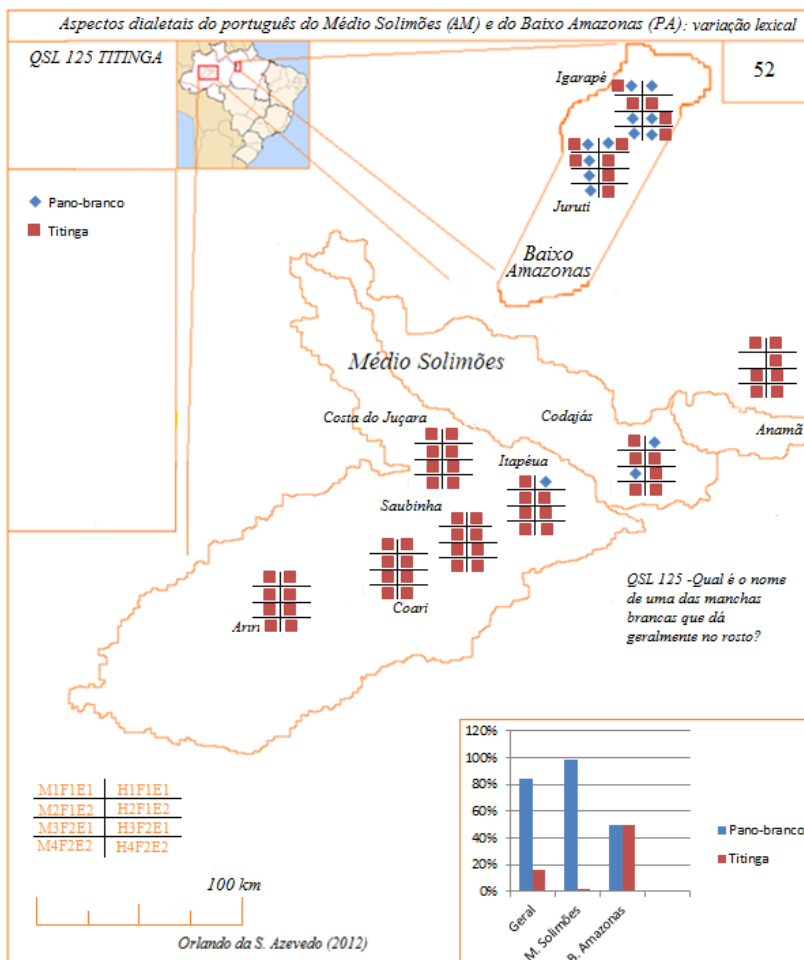 Aspectos dialetais do português do Médio Solimões (AM) e do Baixo Amazonas (PA): variação lexical
QSL 125 TITINGA
52
Pano-branco
Titinga
Igarapé
Juruti
Baixo
Amazonas
Médio Solimões
Costa do Juçara
Codajás
Anamã
Itapéua
Saubinha
Coari
Ariri
QSL 125 -Qual é o nome
de uma das manchas
brancas que dá
geralmente no rosto?
M1F1E1 H1F1E1
M2F1E2 H2F1E2
M3F2E1 H3F2E1
M4F2E2 H4F2E2
100 km
Orlando da S. Azevedo (2012)
120%
100%
80%
60%
40%
20%
0%
Geral
M. Solimões
B. Amazonas
Pano-branco
Titinga